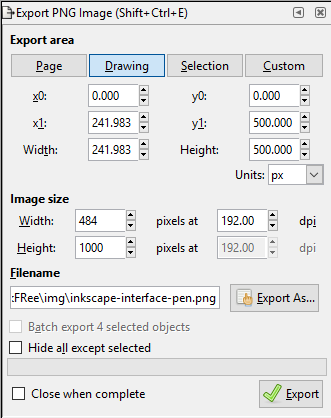 Export PNG Image (Shift+Ctrl+E)
Export area
Page Drawing Selection Custom
x0: 0.000 y0: 0.000
x1: 241.983 y1: 500.000
Width: 241.983 Height: 500.000
Units: px
Image size
Width: 484 pixels at 192.00 dpi
Height: 1000 pixels at 192.00 dpi
Filename
:FRee\img\inkscape-interface-pen.png Export As...
Batch export 4 selected objects
Hide all except selected
Close when complete Export